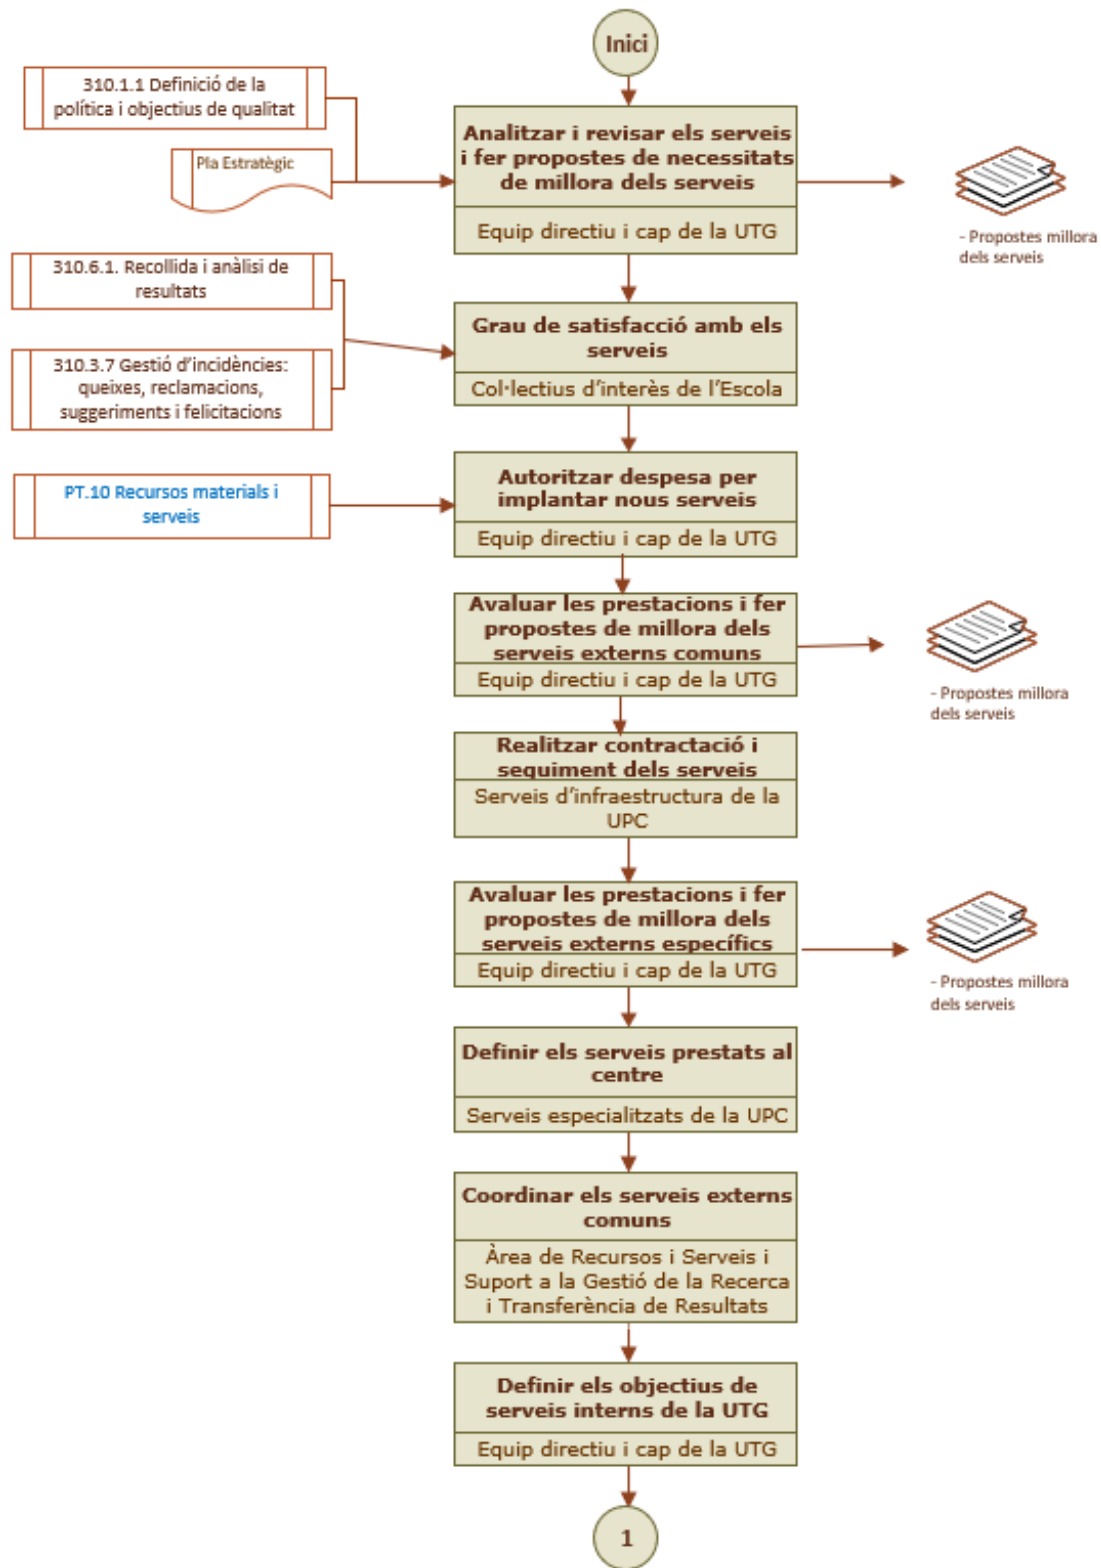 Inici
310.1.1 Definició de la
política i objectius de qualitat
Pla Estratègic
Analitzar i revisar els serveis
i fer propostes de necessitats
de millora dels serveis
Equip directiu i cap de la UTG
- Propostes millora
dels serveis
310.6.1. Recollida i anàlisi de
resultats
310.3.7 Gestió d'incidències:
queixes, reclamacions,
suggeriments i felicitacions
Grau de satisfacció amb els
serveis
Col·lectius d'interès de l'Escola
PT.10 Recursos materials i
serveis
Autoritzar despesa per
implantar nous serveis
Equip directiu i cap de la UTG
Avaluar les prestacions i fer
propostes de millora dels
serveis externs comuns
Equip directiu i cap de la UTG
- Propostes millora
dels serveis
Realitzar contractació i
seguiment dels serveis
Serveis d'infraestructura de la
UPC
Avaluar les prestacions i fer
propostes de millora dels
serveis externs específics
Equip directiu i cap de la UTG
- Propostes millora
dels serveis
Definir els serveis prestats al
centre
Serveis especialitzats de la UPC
Coordinar els serveis externs
comuns
Àrea de Recursos i Serveis i
Suport a la Gestió de la Recerca
i Transferència de Resultats
Definir els objectius de
serveis interns de la UTG
Equip directiu i cap de la UTG
1